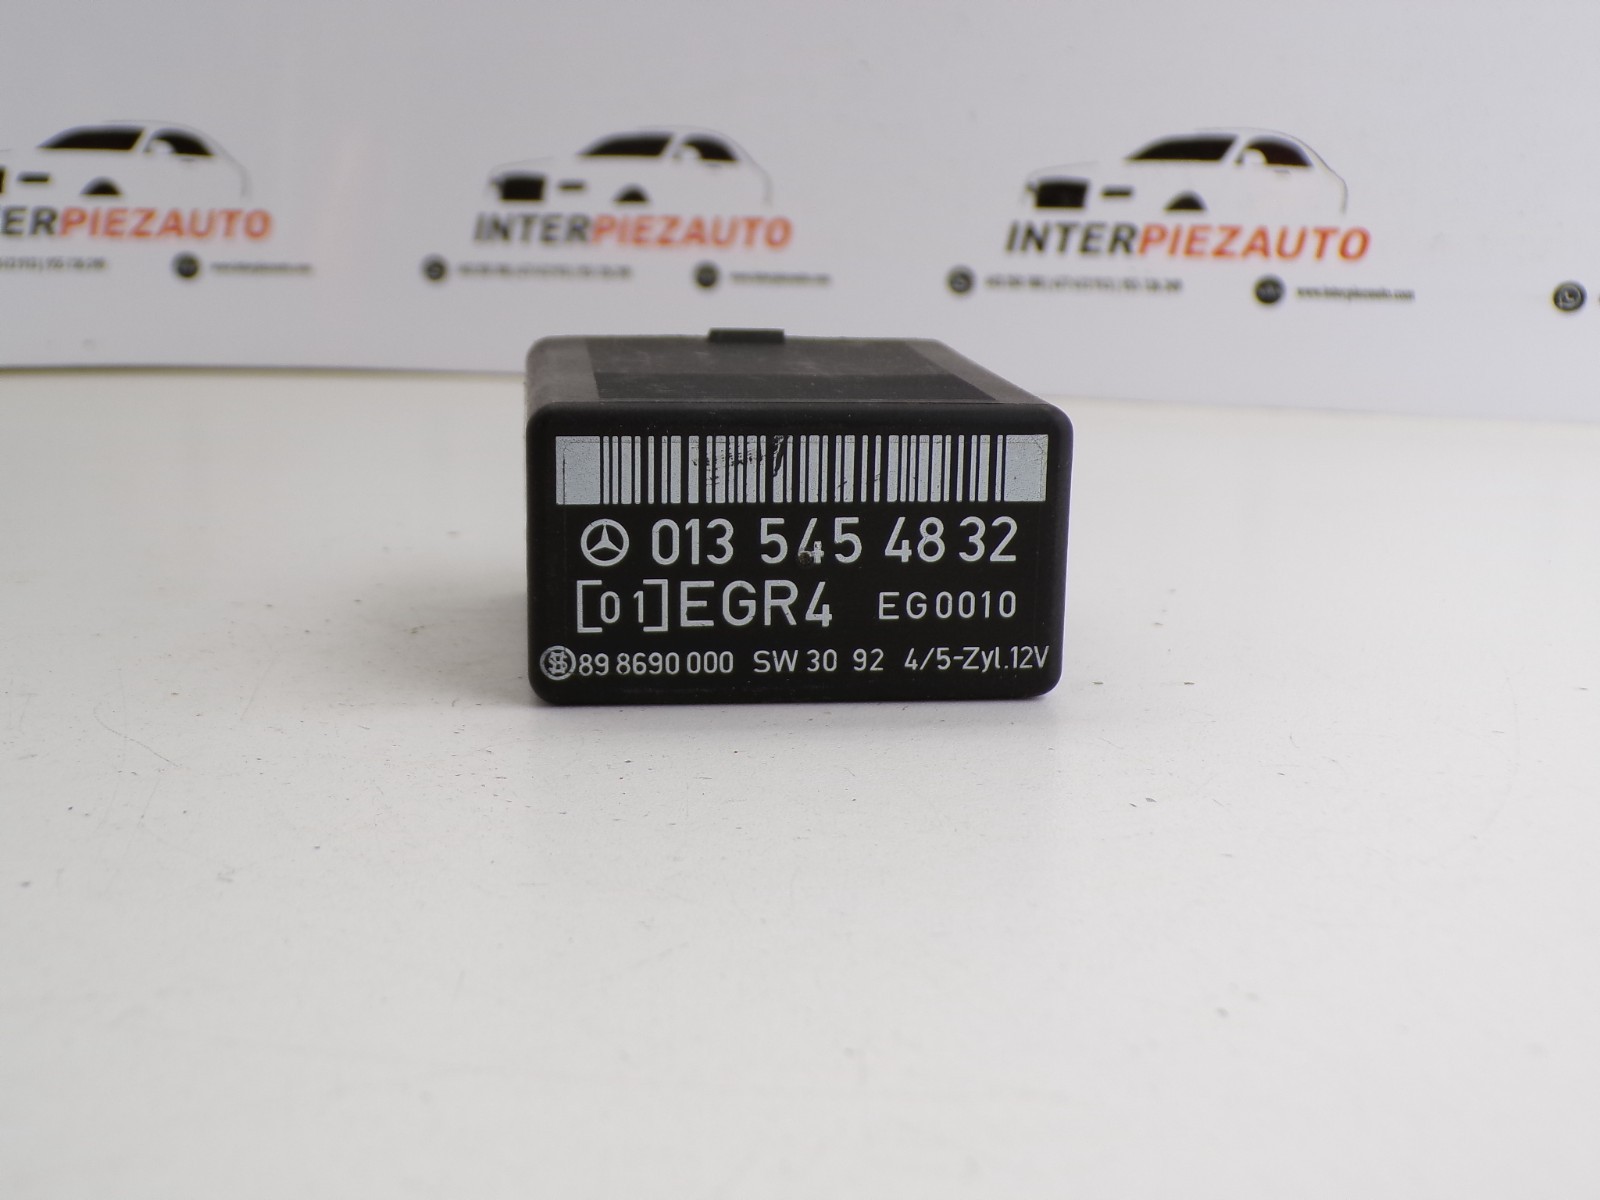 ERPIEZAUTO
INTERPIEZAUTO
INTERPIEZAUTO
013 545 48 32
[01]EGR4 EG0010
89 8690 000 SW 30 92 4/5-Zyl.12V